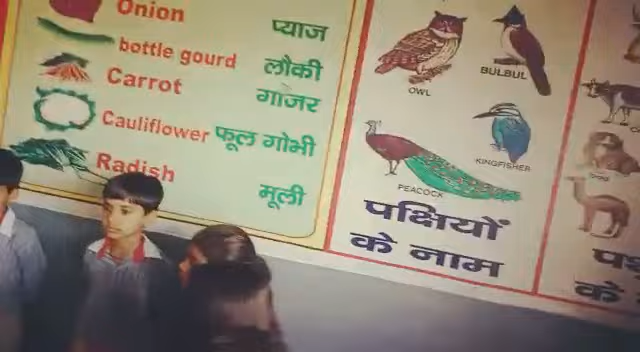 Onion प्याज
bottle gourd लौकी
Carrot गाजर
Cauliflower फूल गोभी
Radish मूली
OWL
BULBUL
KINGFISHER
PEACOCK
पक्षियों
के नाम
के